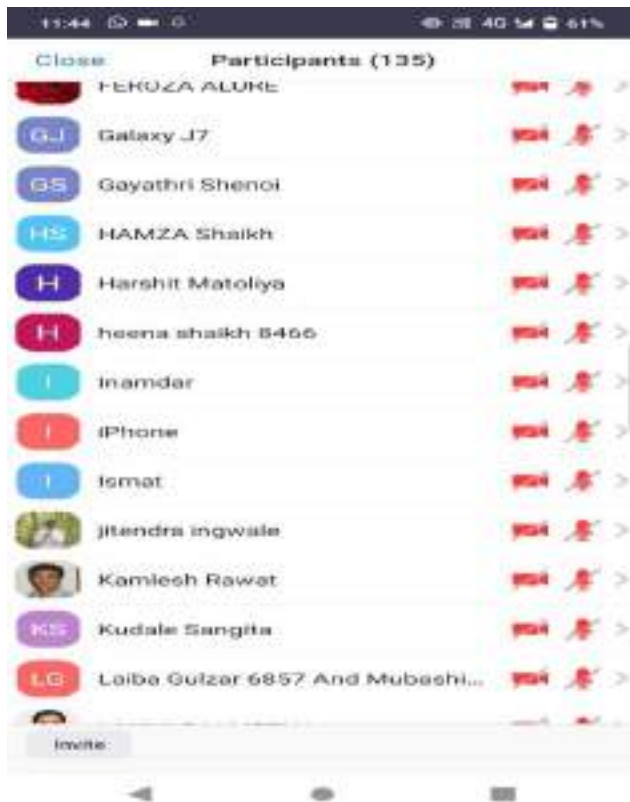 11:44 4G 61%
Close Participants (135)
FEROZA ALURE
GJ Galaxy J7
GS Gayathri Shenoi
HS HAMZA Shaikh
H Harshit Matoliya
H heena shaikh 8466
I Inamdar
I iPhone
I Ismat
jitendra ingwale
Kamlesh Rawat
KS Kudale Sangita
LG Laiba Gulzar 6857 And Mubashi...
Invite